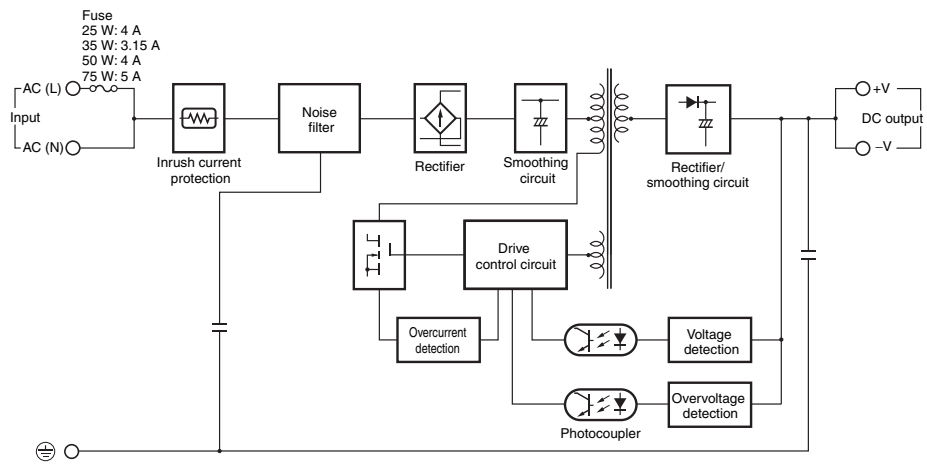 Fuse
25 W: 4 A
35 W: 3.15 A
50 W: 4 A
75 W: 5 A
AC (L)
Input
AC (N)
Inrush current
protection
Noise
filter
Rectifier
Smoothing
circuit
Rectifier/
smoothing circuit
+V
DC output
–V
Drive
control circuit
Overcurrent
detection
Voltage
detection
Overvoltage
detection
Photocoupler